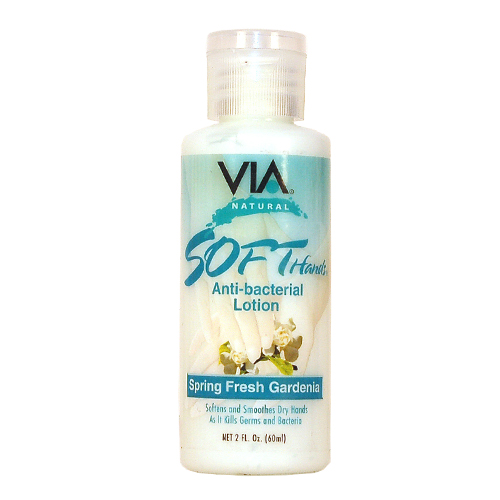 VIA®
NATURAL
SOFT Hands
Anti-bacterial
Lotion
Spring Fresh Gardenia
Softens and Smoothes Dry Hands
As It Kills Germs and Bacteria
NET 2 FL. Oz. (60ml)